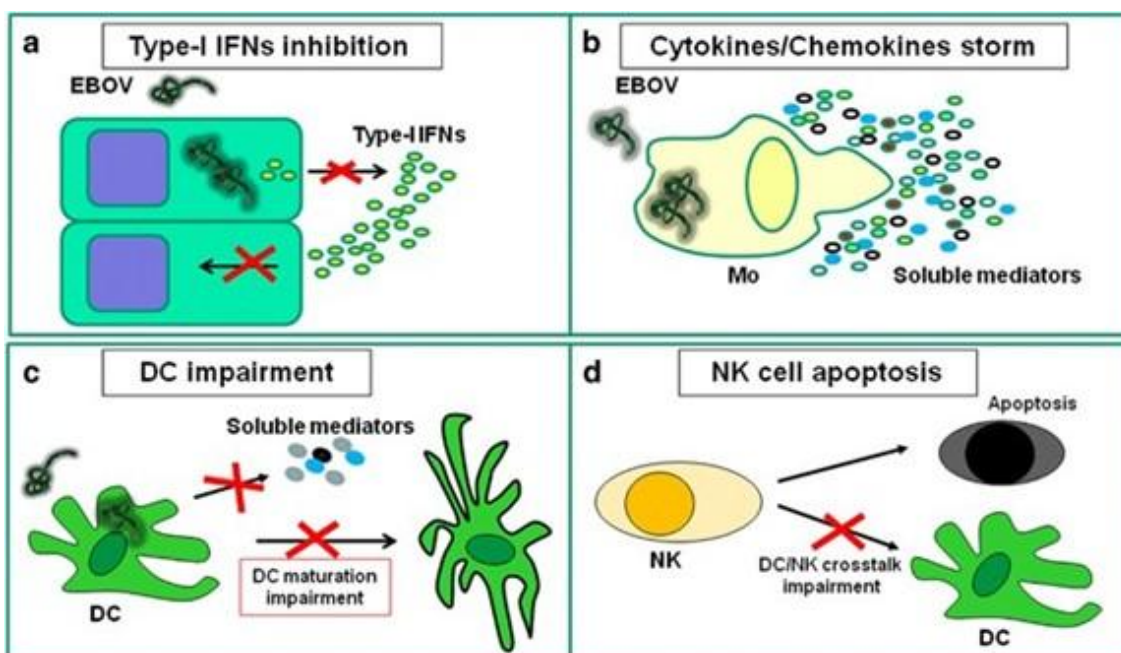 a
Type-I IFNs inhibition
EBOV
Type-I IFNs
b
Cytokines/Chemokines storm
EBOV
Mo
Soluble mediators
c
DC impairment
Soluble mediators
DC maturation
impairment
DC
d
NK cell apoptosis
Apoptosis
NK
DC/NK crosstalk
impairment
DC